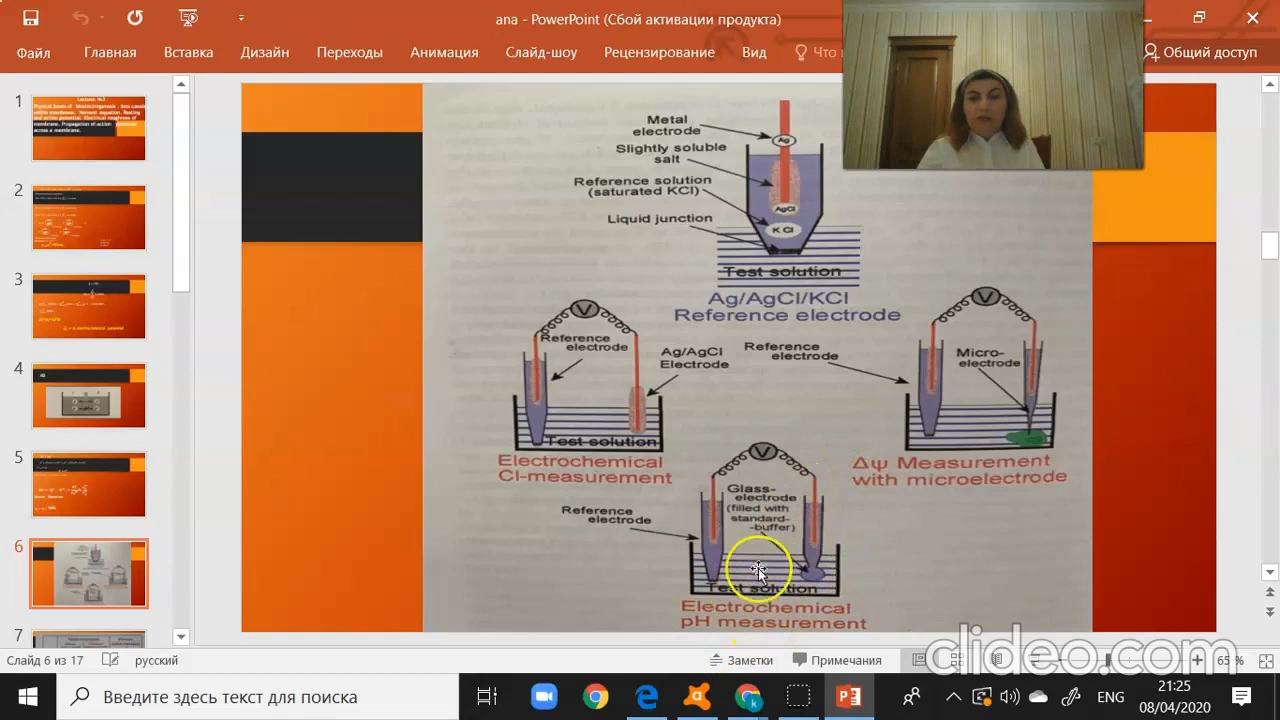 ana - PowerPoint (Сбой активации продукта)
Файл
Главная
Вставка
Дизайн
Переходы
Анимация
Слайд-шоу
Рецензирование
Вид
Что
Общий доступ
1
2
3
4
5
6
7
Metal
electrode
Ag
Slightly soluble
salt
Reference solution
(saturated KCl)
AgCl
Liquid junction
KCl
Test solution
Ag/AgCl/KCl
Reference electrode
V
Reference
electrode
Ag/AgCl
Electrode
Test solution
Electrochemical
Cl-measurement
V
Reference
electrode
Micro-
electrode
Δψ Measurement
with microelectrode
V
Glass-
electrode
(filled with
standard-
-buffer)
Reference
electrode
Test solution
Electrochemical
pH measurement
clideo.com
Слайд 6 из 17
русский
Заметки
Примечания
65 %
Введите здесь текст для поиска
ENG
21:25
08/04/2020